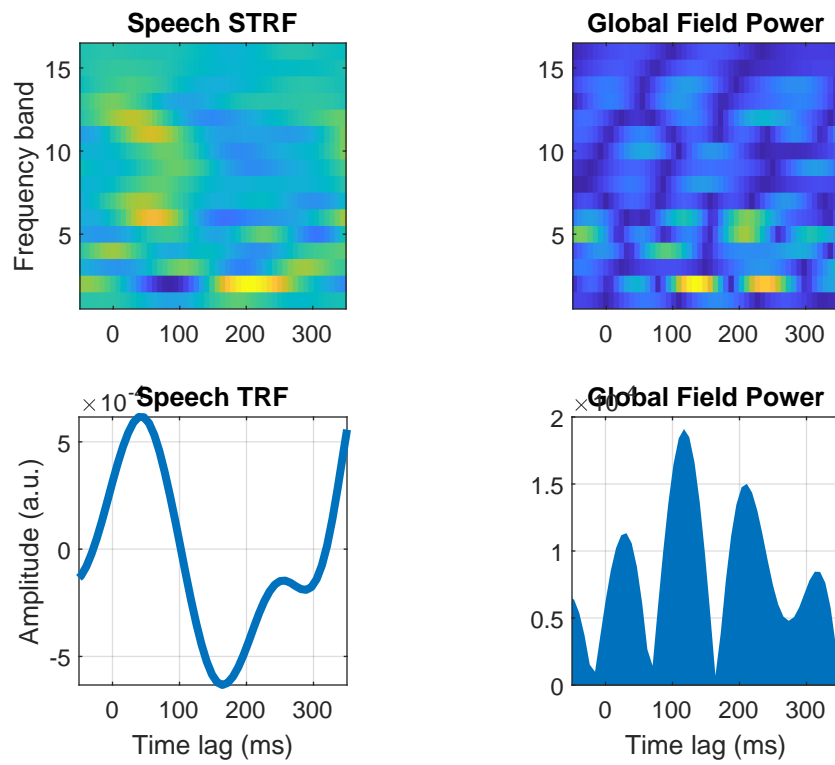 Speech STRF
Frequency band
15
10
5
0 100 200 300
Global Field Power
15
10
5
0 100 200 300
Speech TRF
× 10-4
Amplitude (a.u.)
5
0
-5
0 100 200 300
Time lag (ms)
Global Field Power
2
1.5
1
0.5
0
0 100 200 300
Time lag (ms)